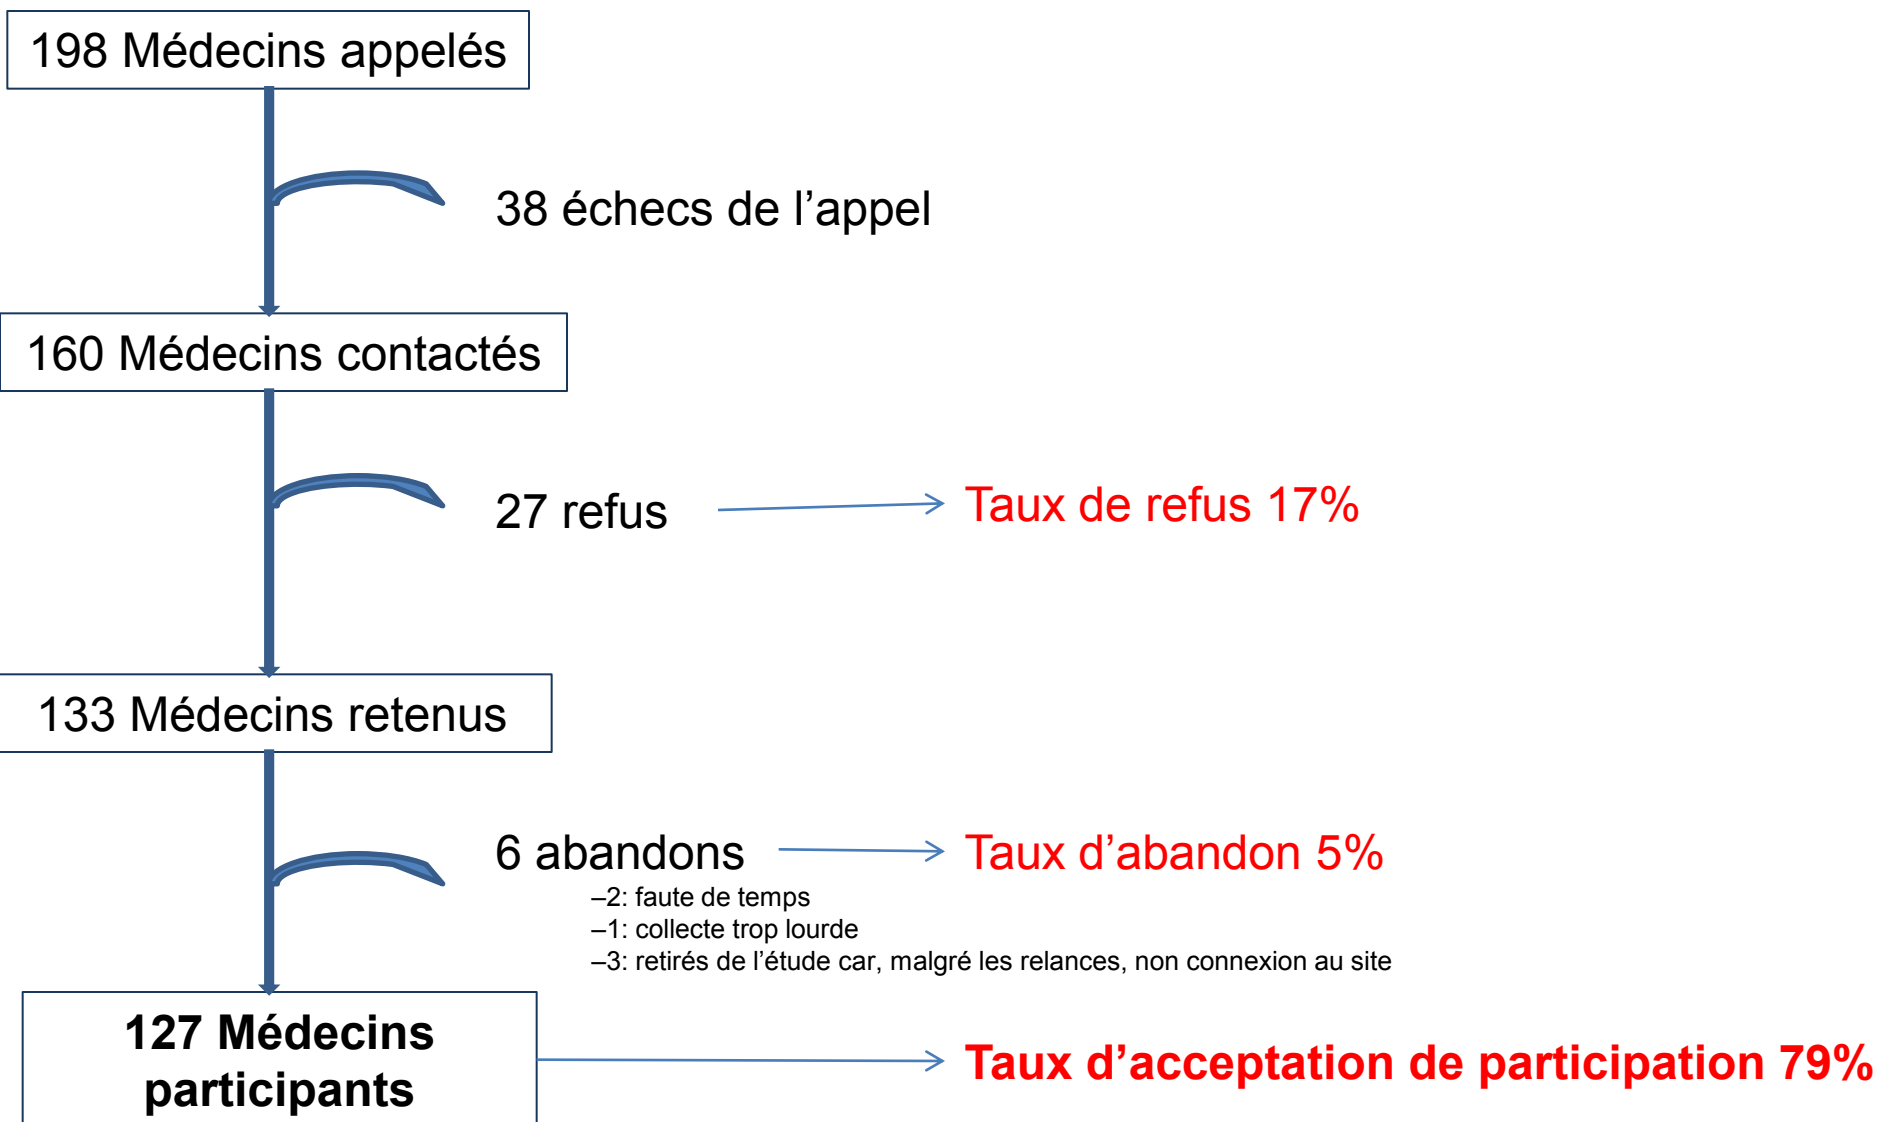 198 Médecins appelés
38 échecs de l’appel
160 Médecins contactés
27 refus
Taux de refus 17%
133 Médecins retenus
6 abandons
Taux d’abandon 5%
–2: faute de temps
–1: collecte trop lourde
–3: retirés de l’étude car, malgré les relances, non connexion au site
127 Médecins
participants
Taux d’acceptation de participation 79%